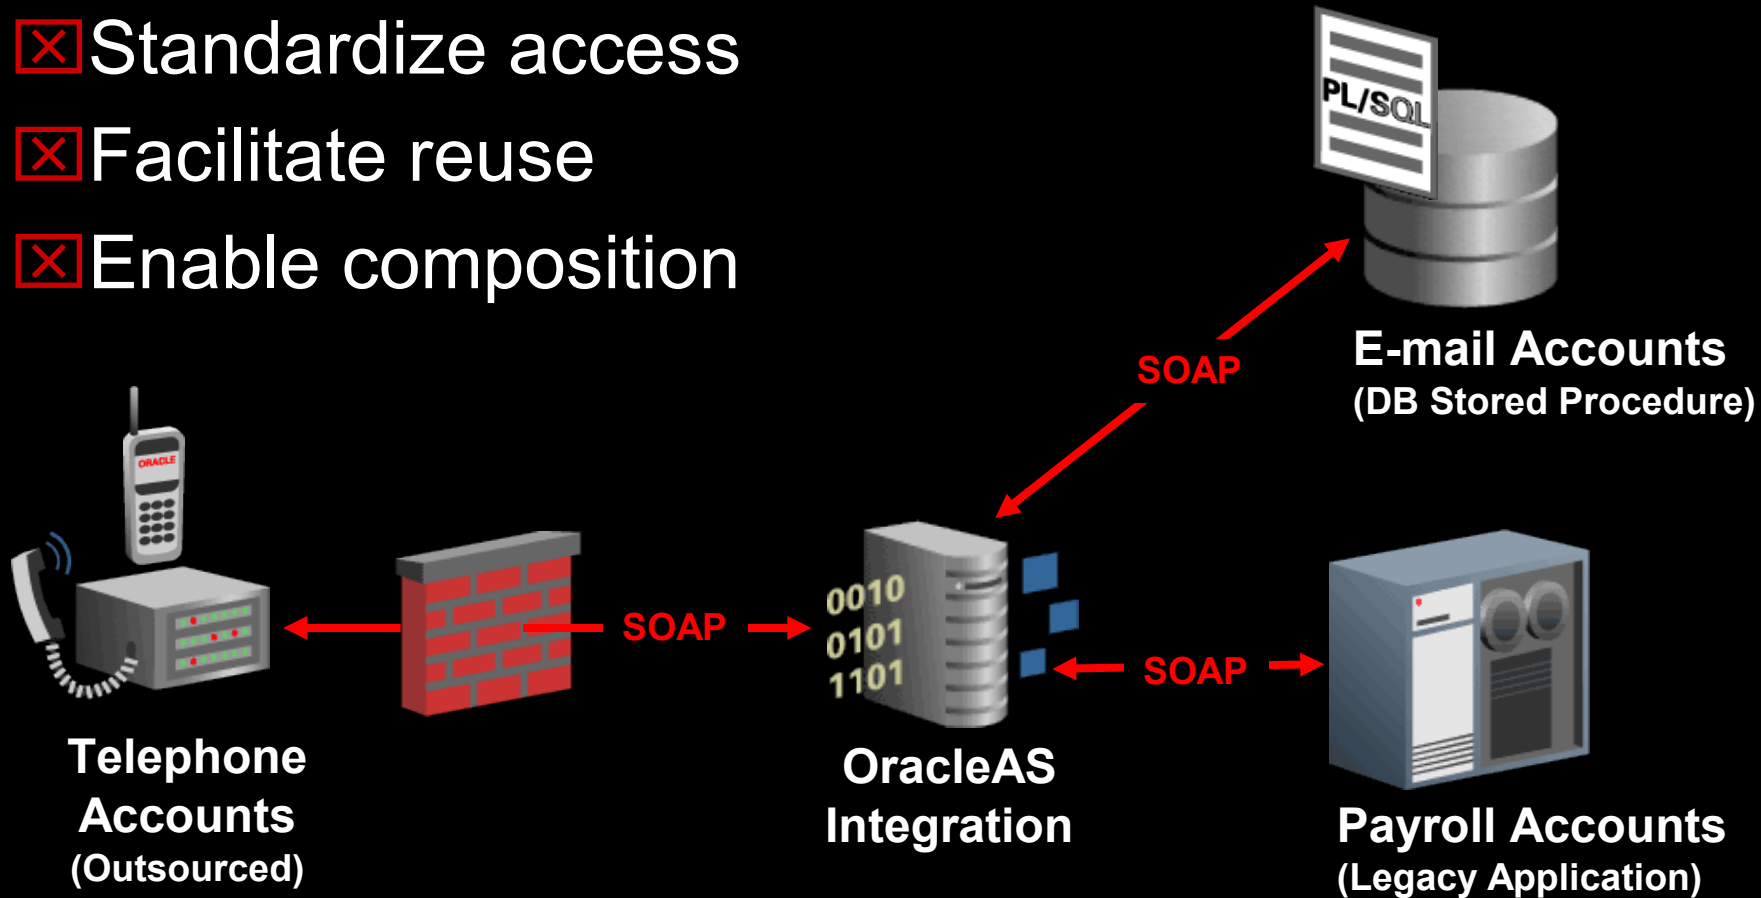 Standardize access
Facilitate reuse
Enable composition
PL/SQL
E-mail Accounts
(DB Stored Procedure)
SOAP
ORACLE
SOAP
0010
0101
1101
SOAP
Telephone
Accounts
(Outsourced)
OracleAS
Integration
Payroll Accounts
(Legacy Application)